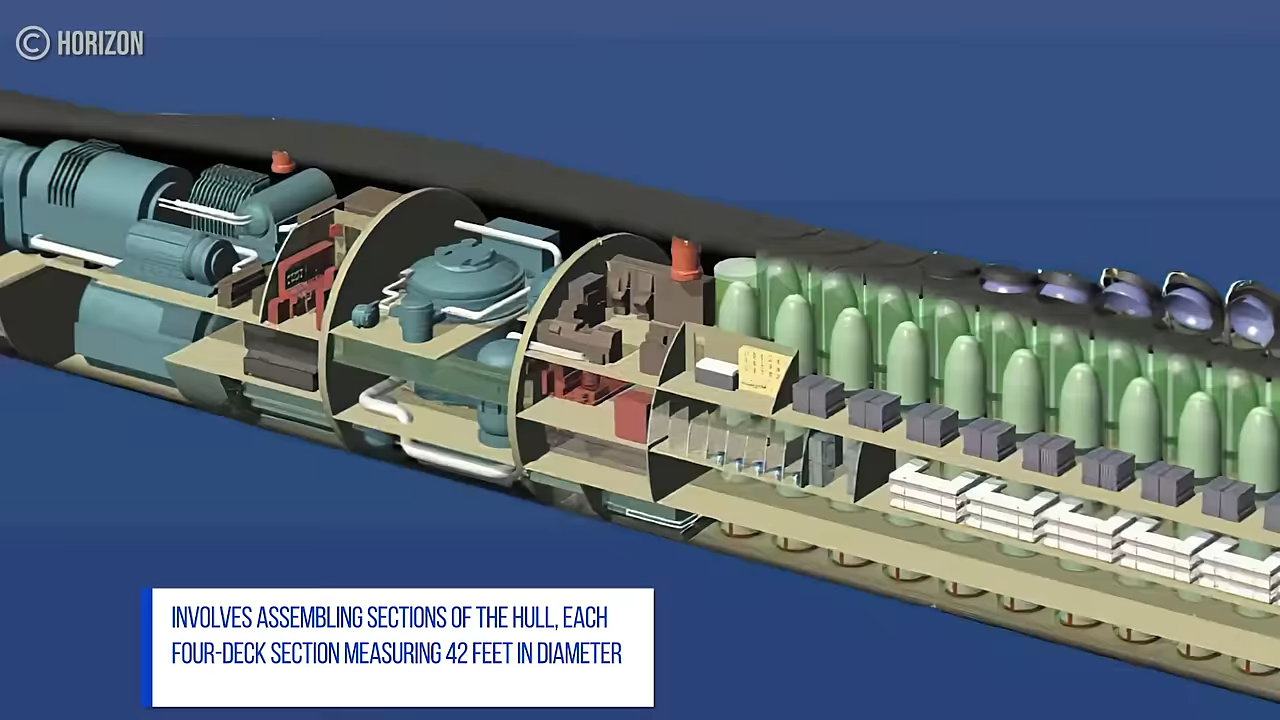 © HORIZON
INVOLVES ASSEMBLING SECTIONS OF THE HULL, EACH
FOUR-DECK SECTION MEASURING 42 FEET IN DIAMETER